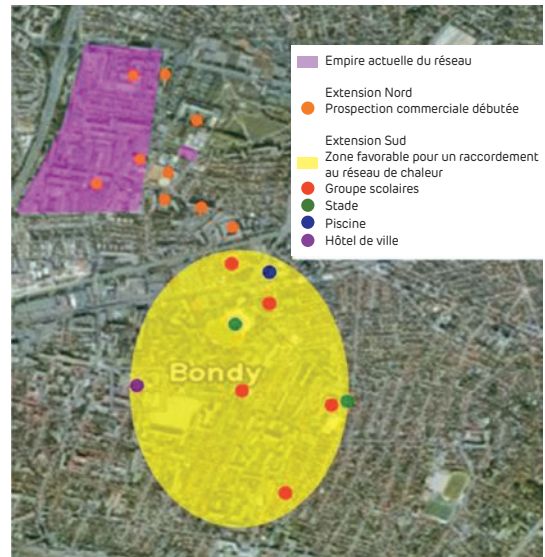 Empire actuelle du réseau
Extension Nord
Prospection commerciale débutée
Extension Sud
Zone favorable pour un raccordement
au réseau de chaleur
Groupe scolaires
Stade
Piscine
Hôtel de ville
Bondy